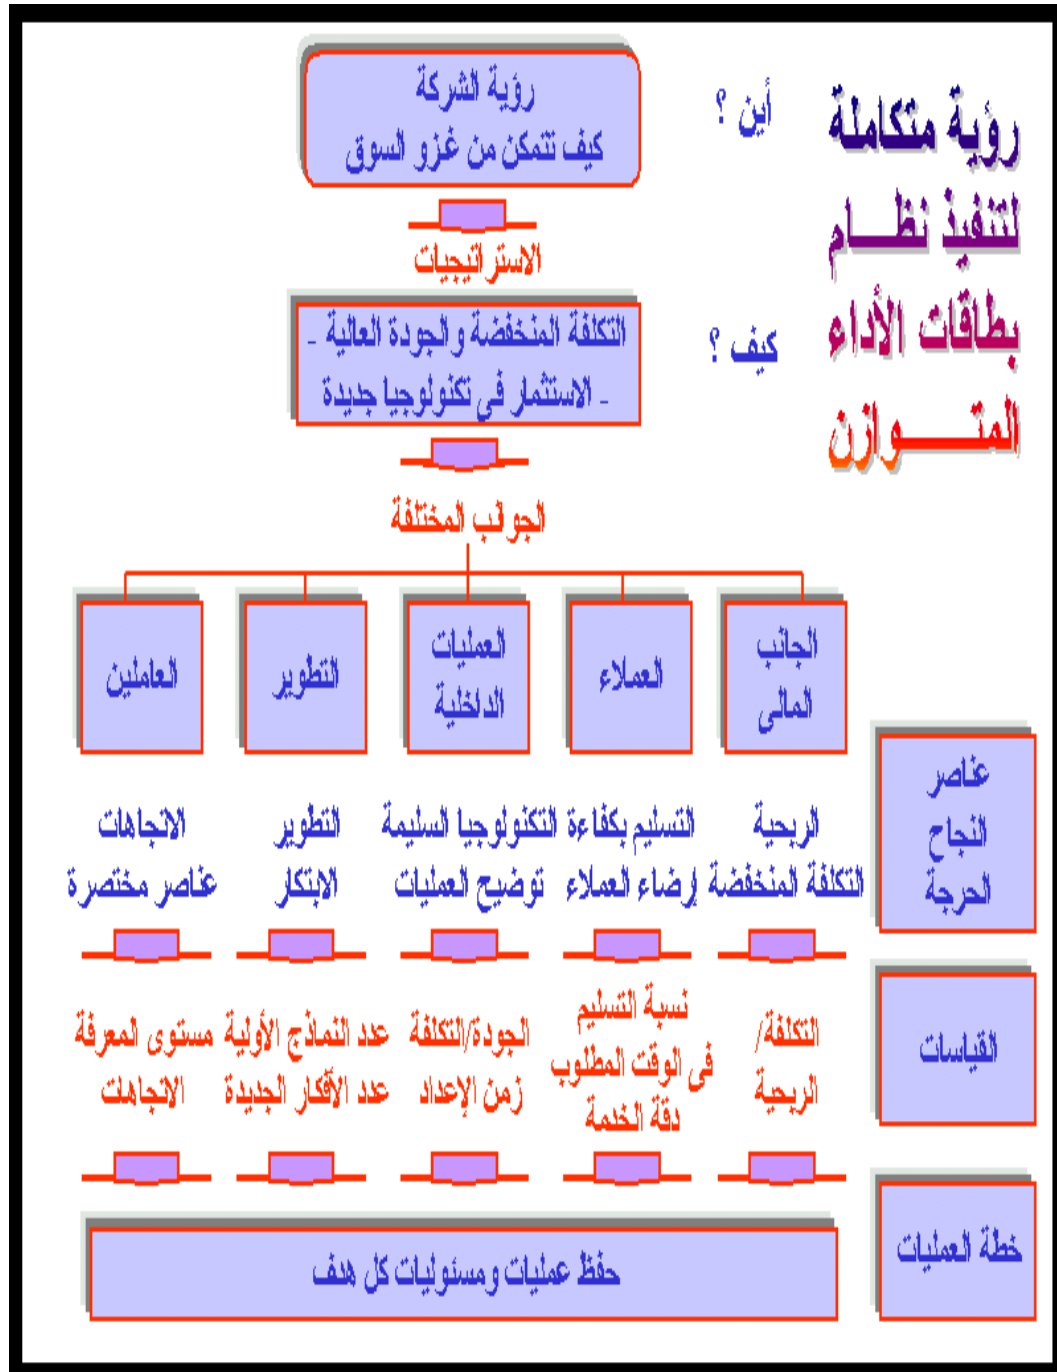 رؤية متكاملة
لتنفيذ نظـــام
بطاقات الأداء
المتـــــوازن
أين ؟
رؤية الشركة
كيف نتمكن من غزو السوق
الاستراتيجيات
كيف ؟
التكلفة المنخفضة والجودة العالية -
- الاستثمار فى تكنولوجيا جديدة
الجوانب المختلفة
الجانب
المالى
العملاء
العمليات
الداخلية
التطوير
العاملين
عناصر
النجاح
الحرجة
الربحية
التكلفة المنخفضة
التسليم بكفاءة
إرضاء العملاء
التكنولوجيا السليمة
توضيح العمليات
التطوير
الابتكار
الاتجاهات
عناصر مختصرة
القياسات
التكلفة/
الربحية
نسبة التسليم
فى الوقت المطلوب
دقة الخدمة
الجودة/التكلفة
زمن الإعداد
عدد النماذج الأولية
عدد الأفكار الجديدة
مستوى المعرفة
الاتجاهات
خطة العمليات
حفظ عمليات ومسئوليات كل هدف